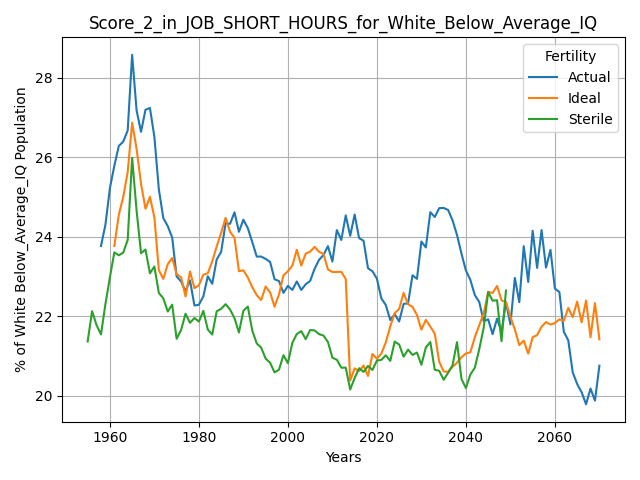 Score_2_in_JOB_SHORT_HOURS_for_White_Below_Average_IQ
Fertility
Actual
Ideal
Sterile
% of White Below_Average_IQ Population
28
26
24
22
20
1960 1980 2000 2020 2040 2060
Years